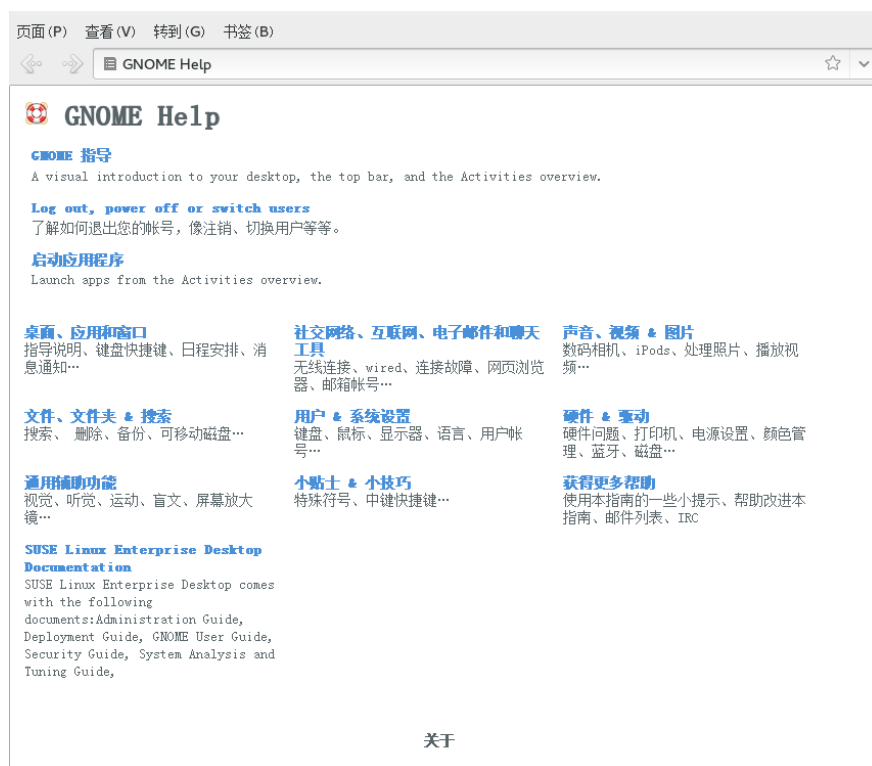 页面(P) 查看(V) 转到(G) 书签(B)
GNOME Help
GNOME Help
GNOME 指导
A visual introduction to your desktop, the top bar, and the Activities overview.
Log out, power off or switch users
了解如何退出您的帐号，像注销、切换用户等等。
启动应用程序
Launch apps from the Activities overview.
桌面、应用和窗口
指导说明、键盘快捷键、日程安排、消
息通知…
社交网络、互联网、电子邮件和聊天
工具
无线连接、wired、连接故障、网页浏览
器、邮箱帐号…
声音、视频 & 图片
数码相机、iPods、处理照片、播放视
频…
文件、文件夹 & 搜索
搜索、 删除、备份、可移动磁盘…
用户 & 系统设置
键盘、鼠标、显示器、语言、用户帐
号…
硬件 & 驱动
硬件问题、打印机、电源设置、颜色管
理、蓝牙、磁盘…
通用辅助功能
视觉、听觉、运动、盲文、屏幕放大
镜…
小贴士 & 小技巧
特殊符号、中键快捷键…
获得更多帮助
使用本指南的一些小提示、帮助改进本
指南、邮件列表、IRC
SUSE Linux Enterprise Desktop
Documentation
SUSE Linux Enterprise Desktop comes
with the following
documents:Administration Guide,
Deployment Guide, GNOME User Guide,
Security Guide, System Analysis and
Tuning Guide,
关于